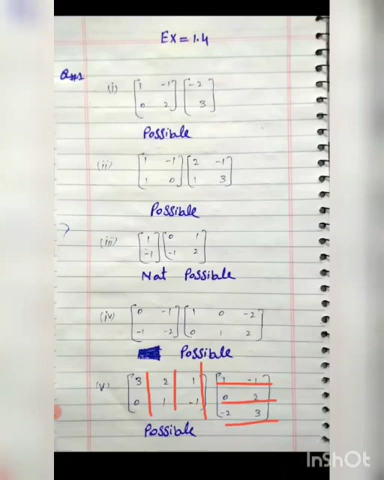 Ex = 1.4
Q#1
(i) [1 -1 0 2] [-2 3]
Possible
(ii) [1 -1 1 0] [2 -1 1 3]
Possible
(iii) [1 -1] [0 1 -1 2]
Not Possible
(iv) [0 -1 -1 -2] [1 0 -2 0 1 2]
Possible
(v) [3 2 1 0 1 -1] [1 -1 0 2 -2 3]
Possible
InShOt